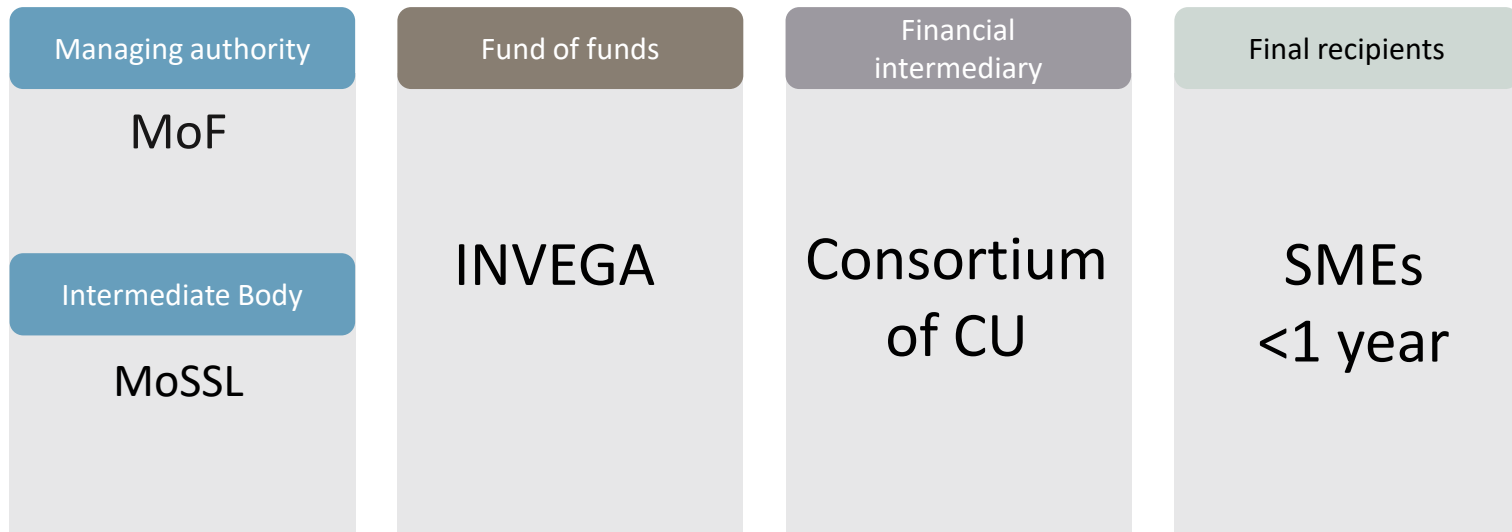 Managing authority
MoF
Intermediate Body
MoSSL
Fund of funds
INVEGA
Financial
intermediary
Consortium
of CU
Final recipients
SMEs
<1 year